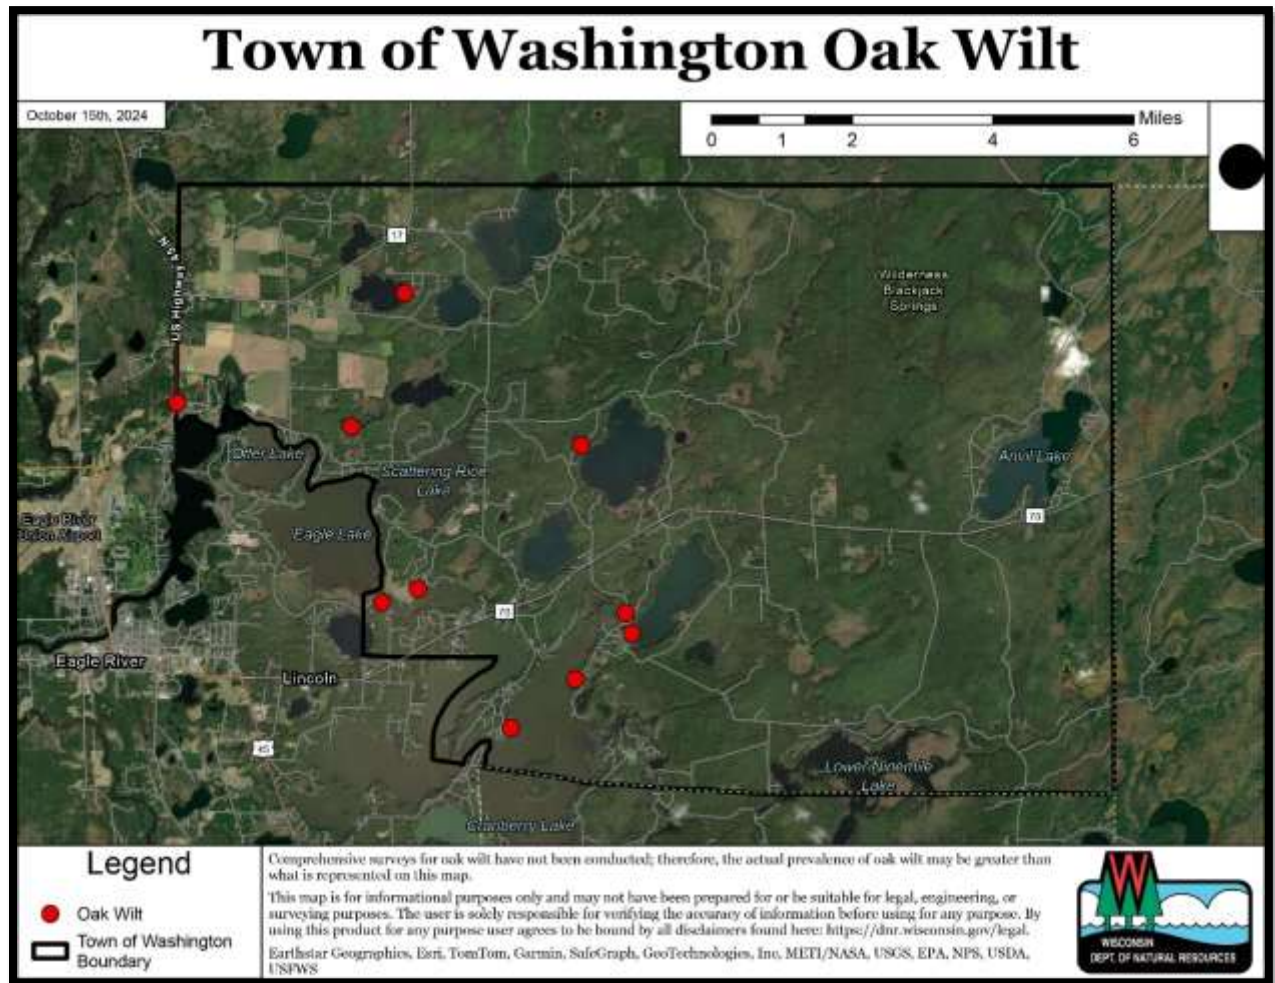 Town of Washington Oak Wilt
October 15th, 2024
Miles
0 1 2 4 6
17
US Highway 45 N
Wilderness
Blackjack
Springs
Otter Lake
Scattering Rice
Lake
Anvil Lake
70
Eagle River
Union Airport
Eagle Lake
70
Eagle River
Lincoln
45
Lower Ninemile
Lake
Cranberry Lake
Legend
Oak Wilt
Town of Washington
Boundary
Comprehensive surveys for oak wilt have not been conducted; therefore, the actual prevalence of oak wilt may be greater than
what is represented on this map.
This map is for informational purposes only and may not have been prepared for or be suitable for legal, engineering, or
surveying purposes. The user is solely responsible for verifying the accuracy of information before using for any purpose. By
using this product for any purpose user agrees to be bound by all disclaimers found here: https://dnr.wisconsin.gov/legal.
Earthstar Geographics, Esri, TomTom, Garmin, SafeGraph, GeoTechnologies, Inc, METI/NASA, USGS, EPA, NPS, USDA,
USFWS
W
WISCONSIN
DEPT. OF NATURAL RESOURCES